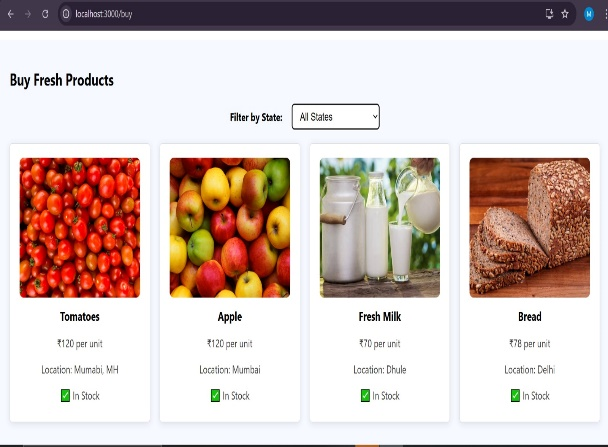 localhost:3000/buy
M
Buy Fresh Products
Filter by State: All States
Tomatoes
₹120 per unit
Location: Mumabi, MH
✅ In Stock
Apple
₹120 per unit
Location: Mumbai
✅ In Stock
Fresh Milk
₹70 per unit
Location: Dhule
✅ In Stock
Bread
₹78 per unit
Location: Delhi
✅ In Stock